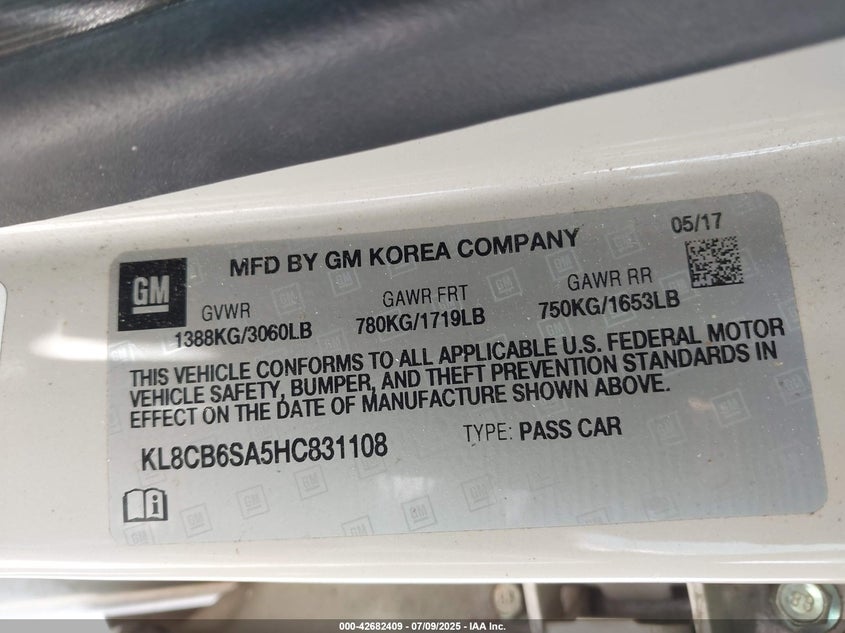 MFD BY GM KOREA COMPANY
05/17
GM
GVWR
1388KG/3060LB
GAWR FRT
780KG/1719LB
GAWR RR
750KG/1653LB
THIS VEHICLE CONFORMS TO ALL APPLICABLE U.S. FEDERAL MOTOR
VEHICLE SAFETY, BUMPER, AND THEFT PREVENTION STANDARDS IN
EFFECT ON THE DATE OF MANUFACTURE SHOWN ABOVE.
KL8CB6SA5HC831108
TYPE: PASS CAR
000-42682409 - 07/09/2025 - IAA Inc.